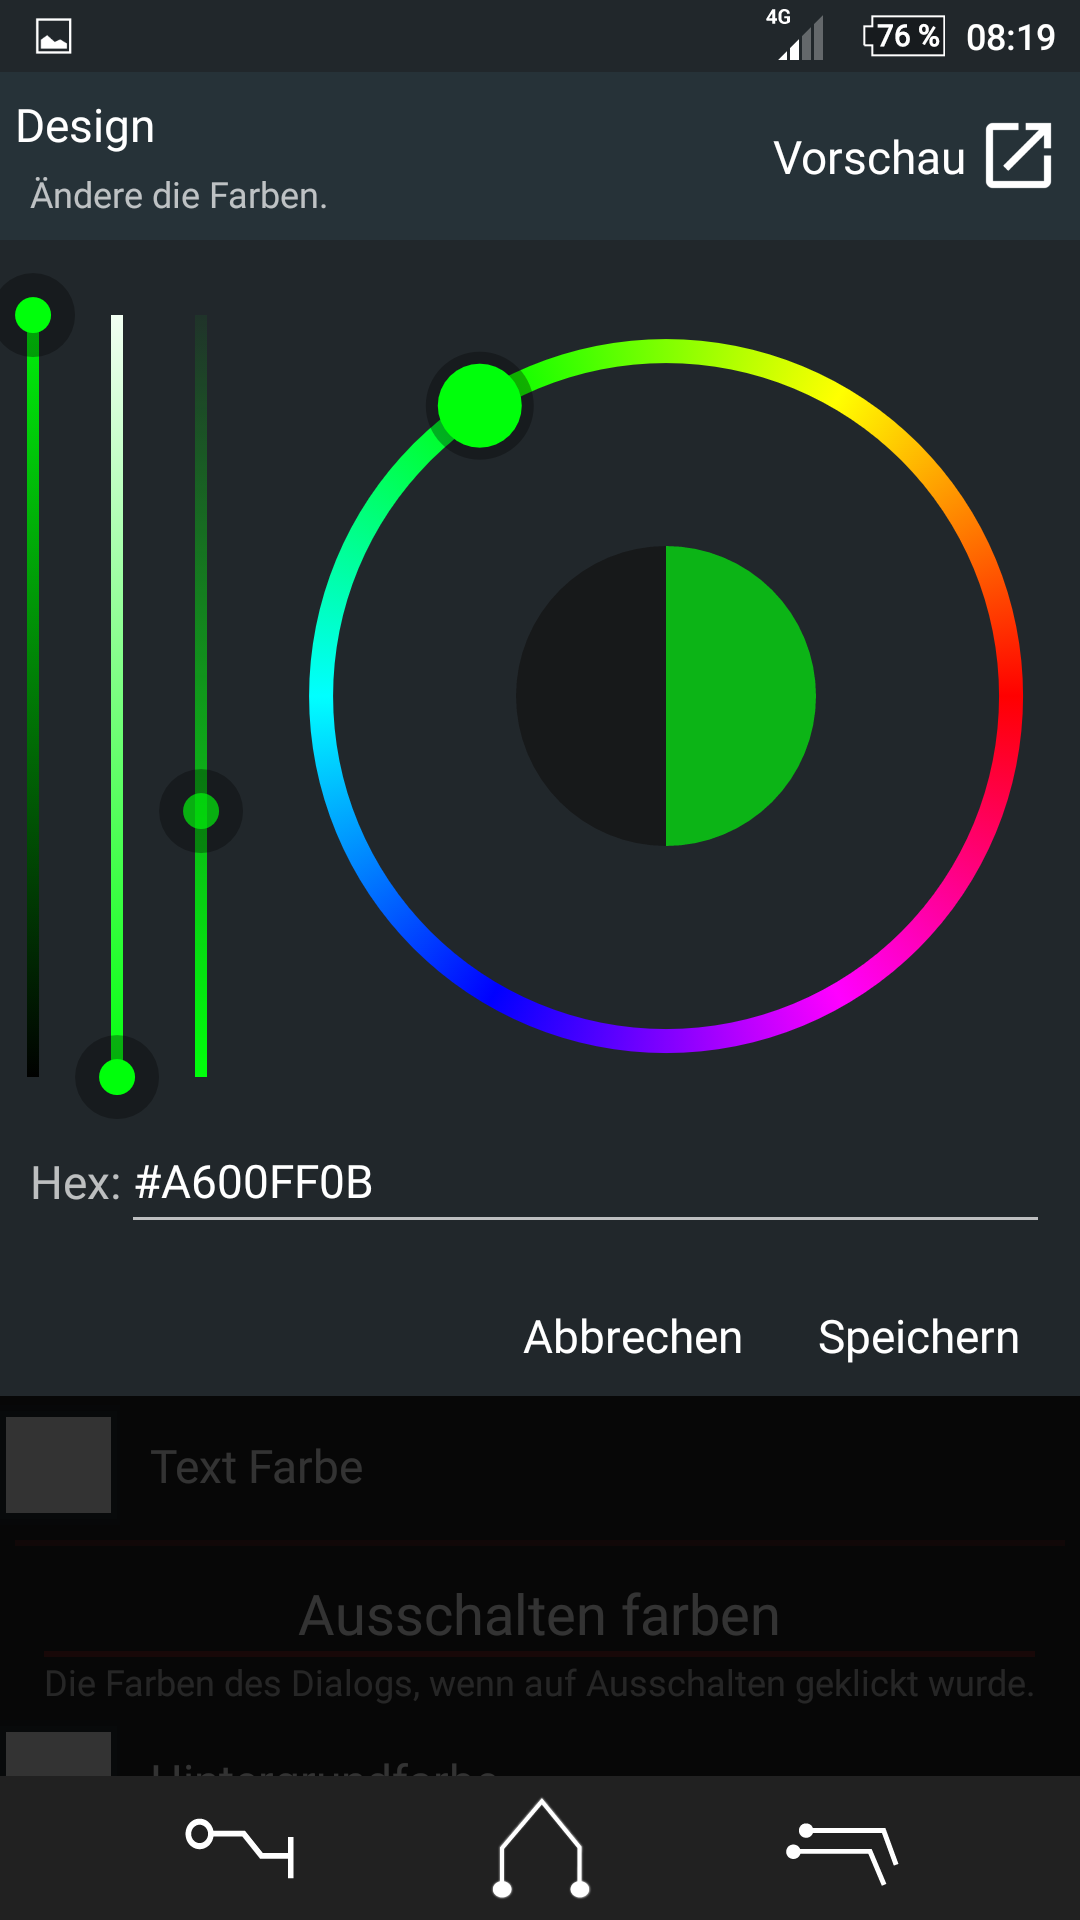 4G
76 %
08:19
Design
Ändere die Farben.
Vorschau
Hex: #A600FF0B
Abbrechen
Speichern
Text Farbe
Ausschalten farben
Die Farben des Dialogs, wenn auf Ausschalten geklickt wurde.
Hintergrundfarbe